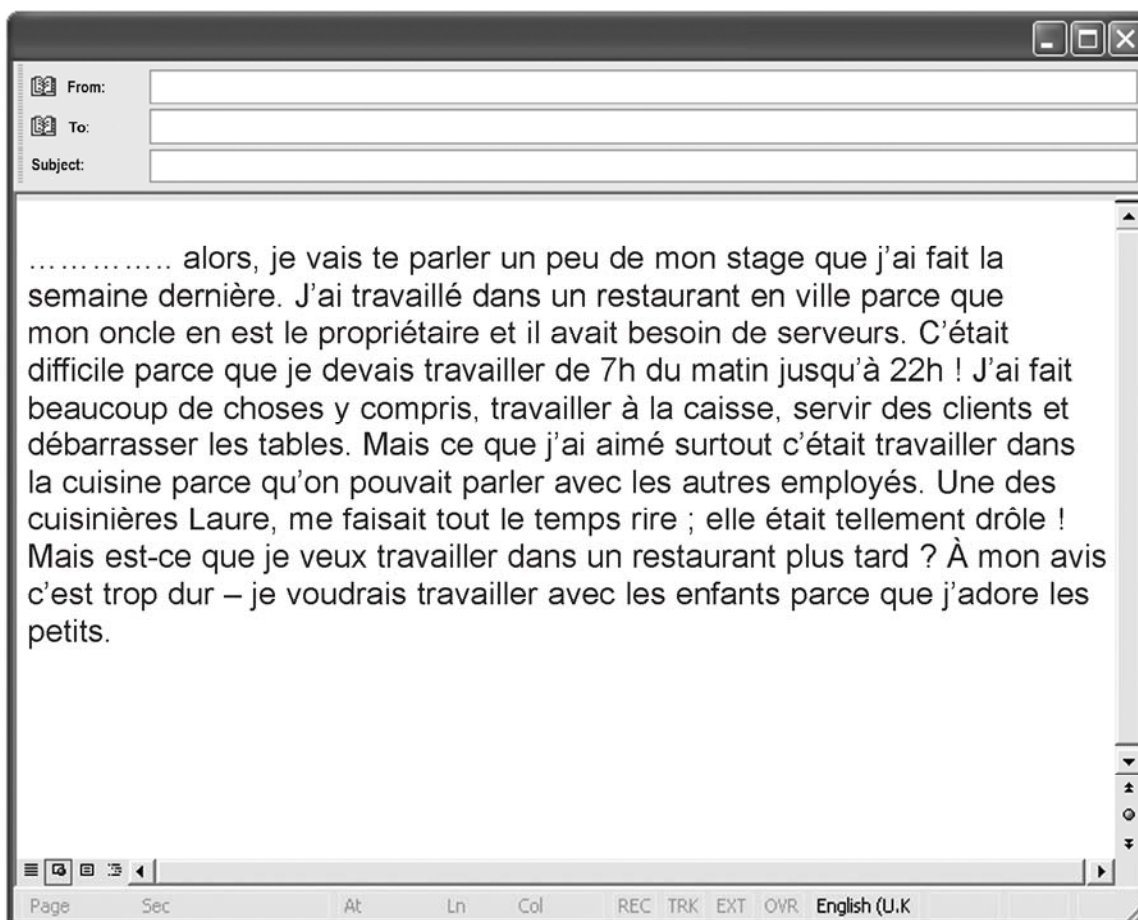 From:
To:
Subject:
………….. alors, je vais te parler un peu de mon stage que j’ai fait la
semaine dernière. J’ai travaillé dans un restaurant en ville parce que
mon oncle en est le propriétaire et il avait besoin de serveurs. C’était
difficile parce que je devais travailler de 7h du matin jusqu’à 22h ! J’ai fait
beaucoup de choses y compris, travailler à la caisse, servir des clients et
débarrasser les tables. Mais ce que j’ai aimé surtout c’était travailler dans
la cuisine parce qu’on pouvait parler avec les autres employés. Une des
cuisinières Laure, me faisait tout le temps rire ; elle était tellement drôle !
Mais est-ce que je veux travailler dans un restaurant plus tard ? À mon avis
c’est trop dur – je voudrais travailler avec les enfants parce que j’adore les
petits.
Page Sec At Ln Col REC TRK EXT OVR English (U.K